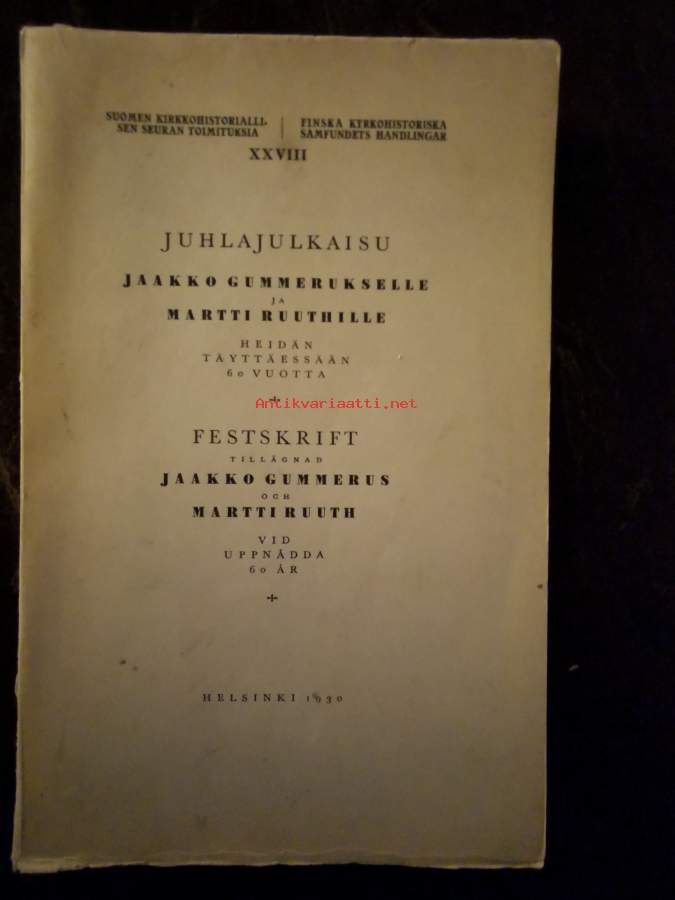 SUOMEN KIRKKOHISTORIALLI-
SEN SEURAN TOIMITUKSIA
FINSKA KYRKOHISTORISKA
SAMFUNDETS HANDLINGAR
XXVIII
JUHLAJULKAISU
JAAKKO GUMMERUKSELLE
JA
MARTTI RUUTHILLE
HEIDÄN
TÄYTTÄESSÄÄN
60 VUOTTA
Antikvariaatti.net
FESTSKRIFT
TILLÄGNAD
JAAKKO GUMMERUS
OCH
MARTTI RUUTH
VID
UPPNÅDDA
60 ÅR
HELSINKI 1930